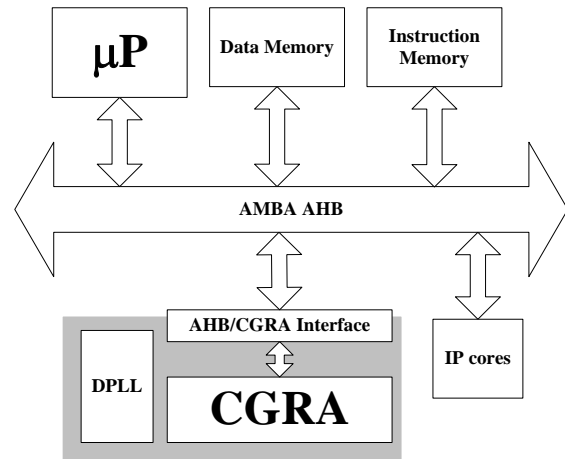 μP
Data Memory
Instruction
Memory
AMBA AHB
AHB/CGRA Interface
DPLL
CGRA
IP cores